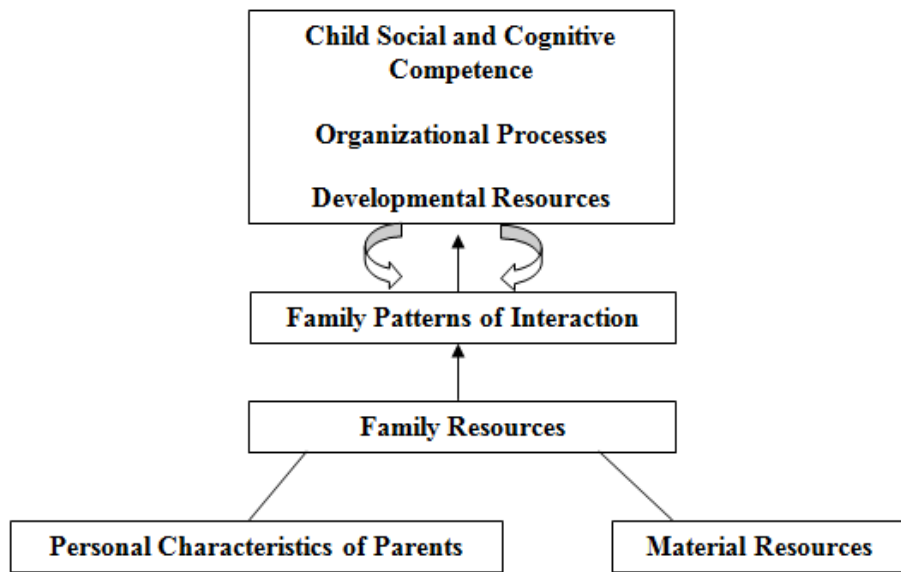 Child Social and Cognitive
Competence
Organizational Processes
Developmental Resources
Family Patterns of Interaction
Family Resources
Personal Characteristics of Parents
Material Resources